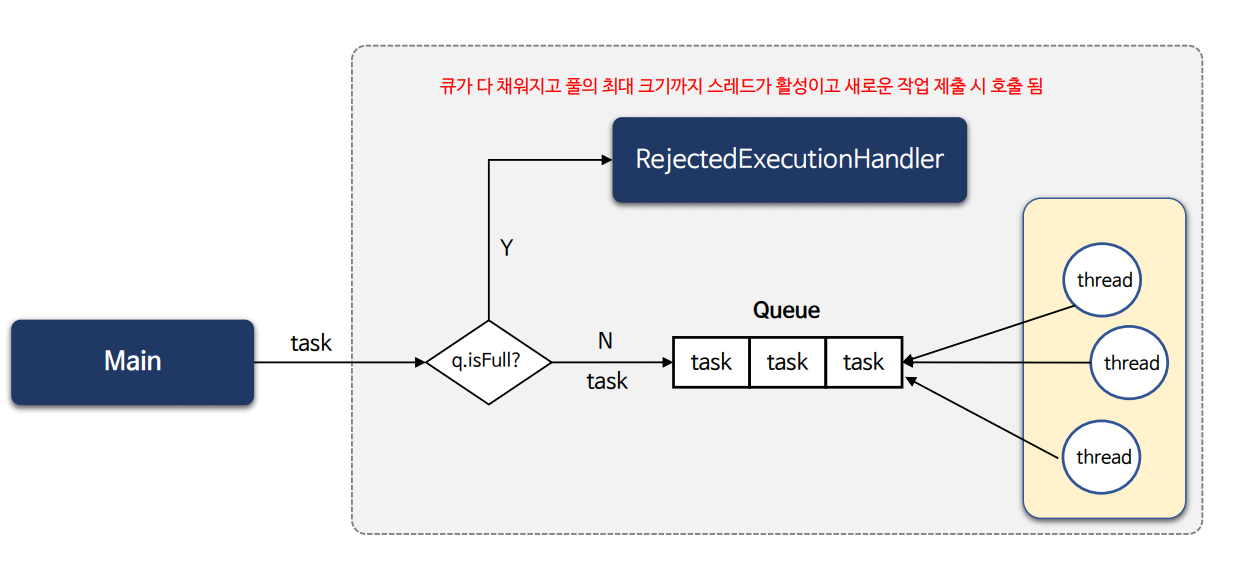 큐가 다 채워지고 풀의 최대 크기까지 스레드가 활성이고 새로운 작업 제출 시 호출 됨
RejectedExecutionHandler
Y
thread
Queue
Main
task
q.isFull?
N
task
task
task
task
thread
thread